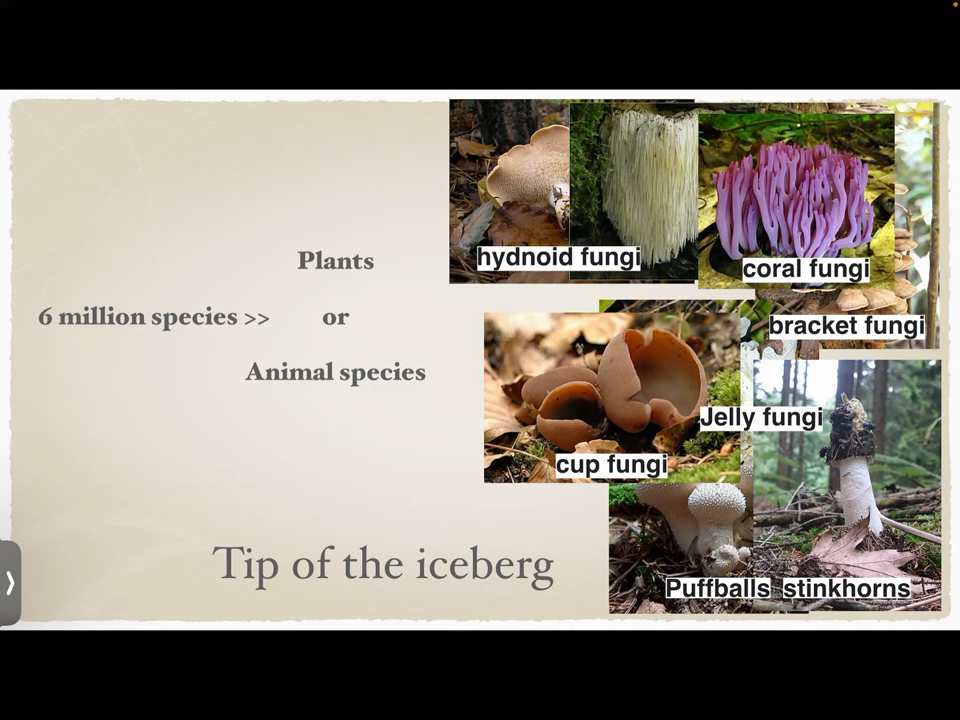 Plants
6 million species >> or
Animal species
Tip of the iceberg
hydnoid fungi
coral fungi
bracket fungi
Jelly fungi
cup fungi
Puffballs
stinkhorns